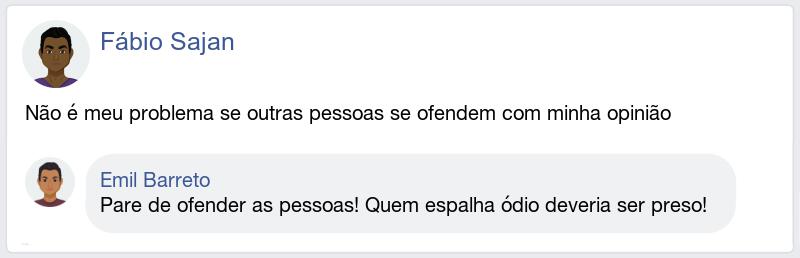 Fábio Sajan
Não é meu problema se outras pessoas se ofendem com minha opinião
Emil Barreto
Pare de ofender as pessoas! Quem espalha ódio deveria ser preso!